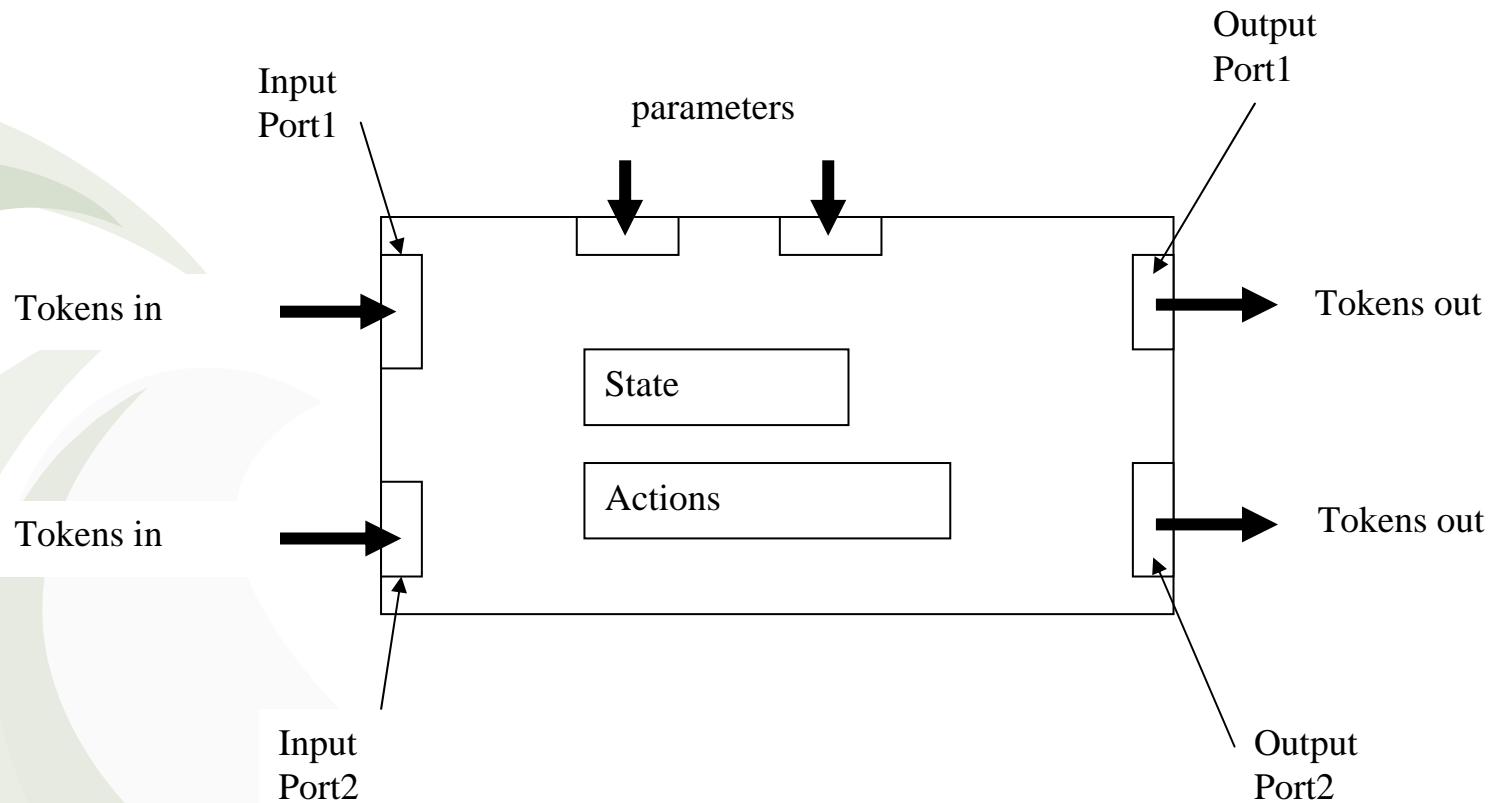 Output
Port1
Input
Port1
parameters
Tokens in
Tokens out
State
Actions
Tokens in
Tokens out
Input
Port2
Output
Port2